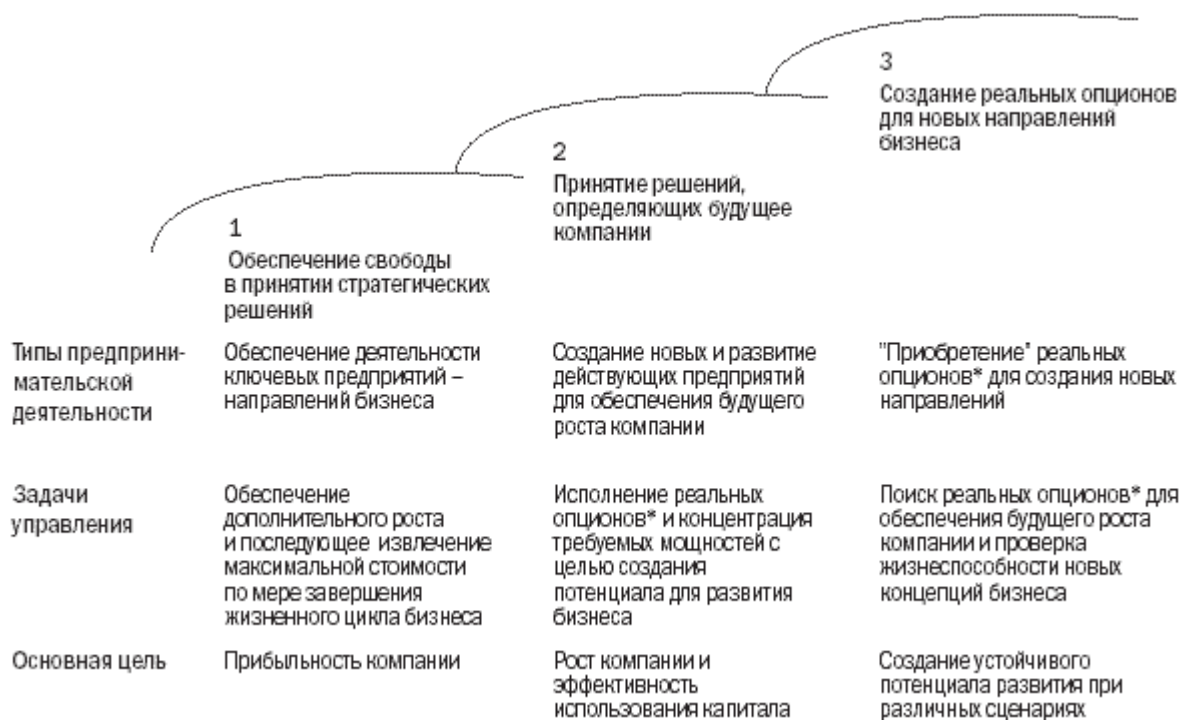 3
Создание реальных опционов
для новых направлений
бизнеса
2
Принятие решений,
определяющих будущее
компании
1
Обеспечение свободы
в принятии стратегических
решений
Типы предприни-
мательской
деятельности
Обеспечение деятельности
ключевых предприятий –
направлений бизнеса
Создание новых и развитие
действующих предприятий
для обеспечения будущего
роста компании
"Приобретение" реальных
опционов* для создания новых
направлений
Задачи
управления
Обеспечение
дополнительного роста
и последующее извлечение
максимальной стоимости
по мере завершения
жизненного цикла бизнеса
Исполнение реальных
опционов* и концентрация
требуемых мощностей с
целью создания
потенциала для развития
бизнеса
Поиск реальных опционов* для
обеспечения будущего роста
компании и проверка
жизнеспособности новых
концепций бизнеса
Основная цель
Прибыльность компании
Рост компании и
эффективность
использования капитала
Создание устойчивого
потенциала развития при
различных сценариях